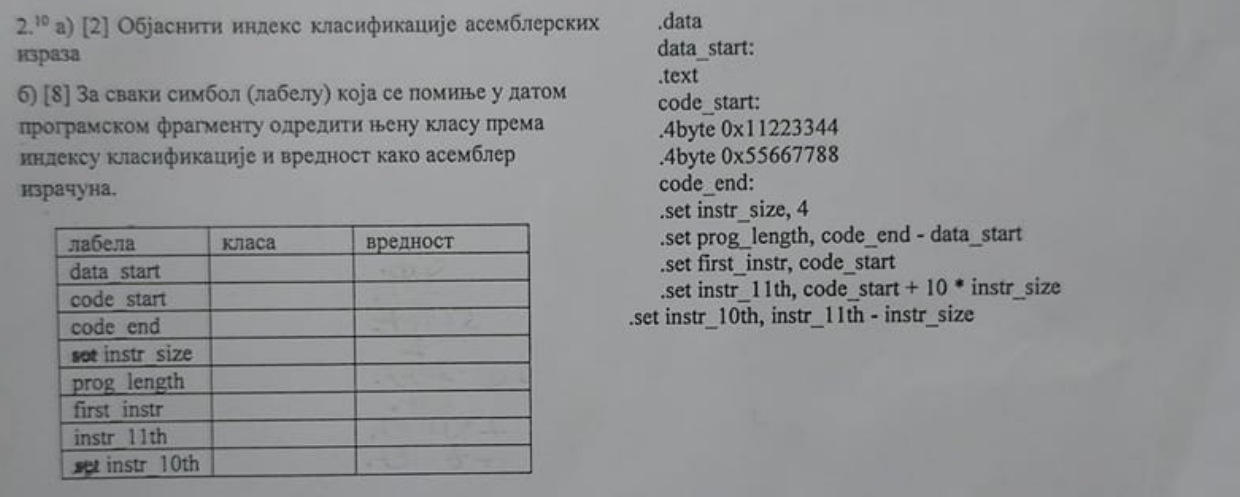 2.¹⁰ а) [2] Објаснити индекс класификације асемблерских
израза
б) [8] За сваки симбол (лабелу) која се помиње у датом
програмском фрагменту одредити њену класу према
индексу класификације и вредност како асемблер
израчуна.
лабела класа вредност
data_start
code_start
code_end
instr_size
prog_length
first_instr
instr_11th
instr_10th
.data
data_start:
.text
code_start:
.4byte 0x11223344
.4byte 0x55667788
code_end:
.set instr_size, 4
.set prog_length, code_end - data_start
.set first_instr, code_start
.set instr_11th, code_start + 10 * instr_size
.set instr_10th, instr_11th - instr_size